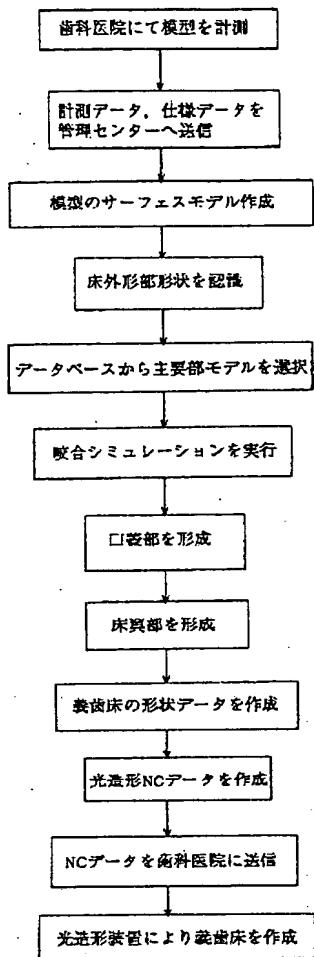 歯科医院にて模型を計測
計測データ，仕様データを
管理センターへ送信
模型のサーフェスモデル作成
床外形部形状を認識
データベースから主要部モデルを選択
咬合シミュレーションを実行
口蓋部を形成
床翼部を形成
義歯床の形状データを作成
光造形NCデータを作成
NCデータを歯科医院に送信
光造形装置により義歯床を作成